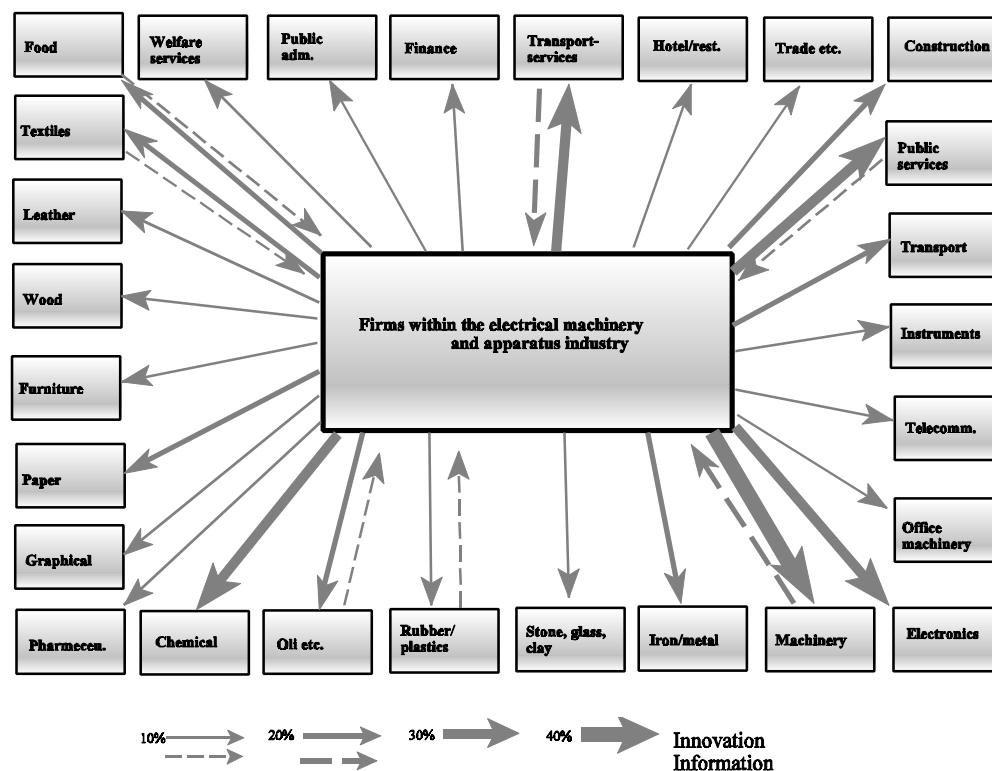 Food
Welfare
services
Public
adm.
Finance
Transport-
services
Hotel/rest.
Trade etc.
Construction
Textiles
Public
services
Leather
Transport
Wood
Firms within the electrical machinery
and apparatus industry
Instruments
Furniture
Telecomm.
Paper
Office
machinery
Graphical
Pharmeceu.
Chemical
Oli etc.
Rubber/
plastics
Stone, glass,
clay
Iron/metal
Machinery
Electronics
10%
20%
30%
40%
Innovation
Information